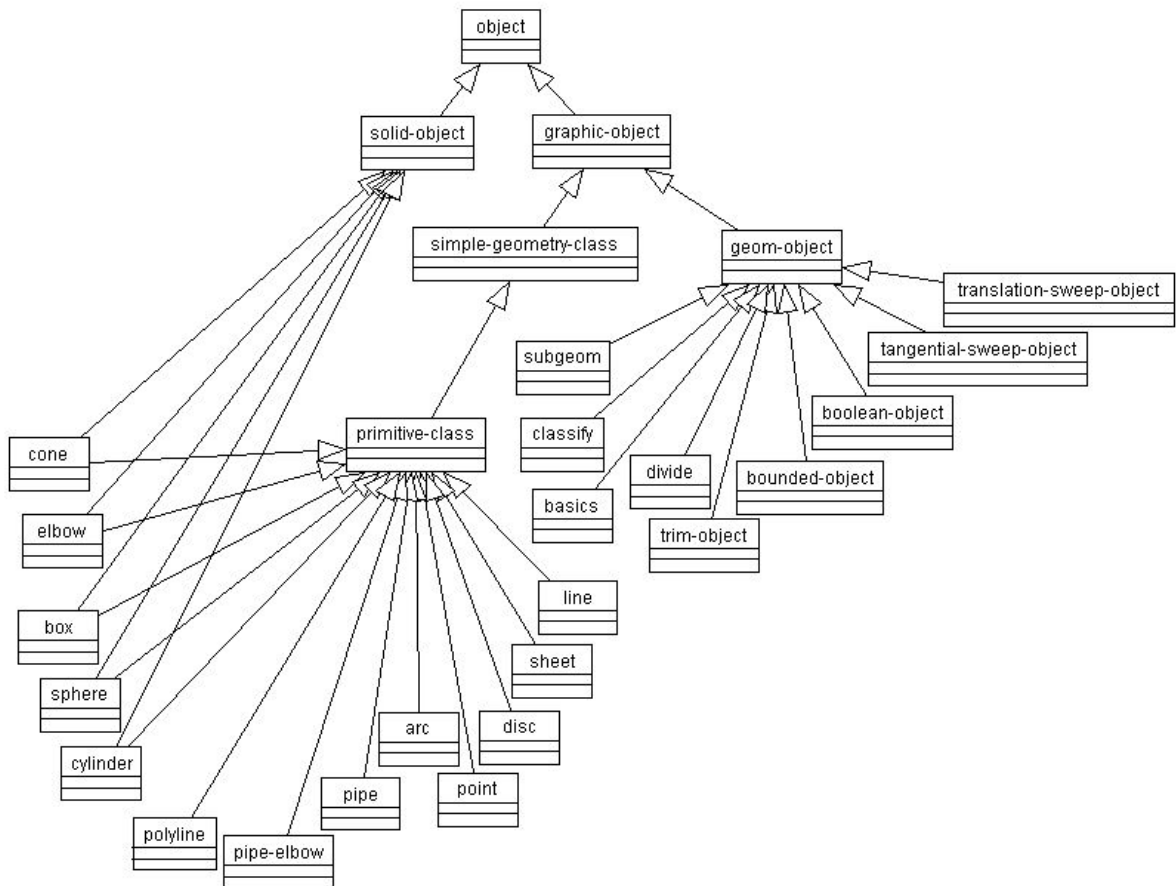 object
solid-object
graphic-object
simple-geometry-class
geom-object
translation-sweep-object
subgeom
tangential-sweep-object
boolean-object
primitive-class
classify
cone
divide
bounded-object
basics
elbow
trim-object
line
box
sheet
sphere
arc
disc
cylinder
pipe
point
polyline
pipe-elbow